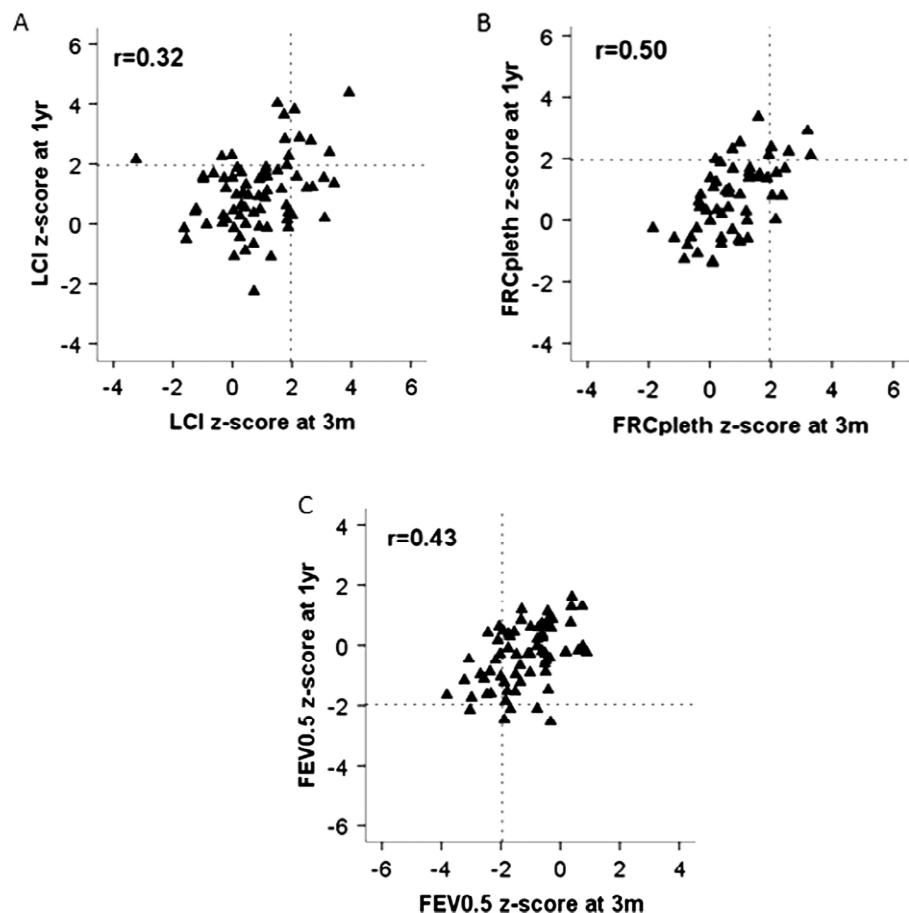 A
r=0.32
LCI z-score at 1yr
6
4
2
0
-2
-4
-4 -2 0 2 4 6
LCI z-score at 3m
B
r=0.50
FRCpleth z-score at 1yr
6
4
2
0
-2
-4
-4 -2 0 2 4 6
FRCpleth z-score at 3m
C
r=0.43
FEV0.5 z-score at 1yr
4
2
0
-2
-4
-6
-6 -4 -2 0 2 4
FEV0.5 z-score at 3m